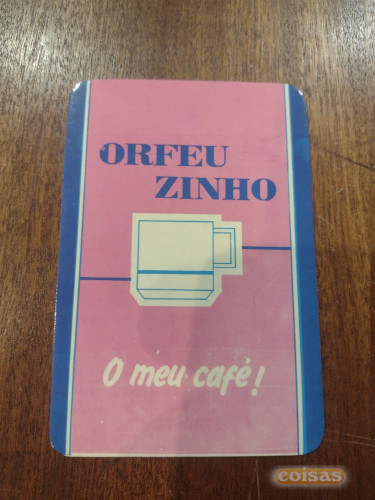 ORFEU
ZINHO
O meu café!
coisas